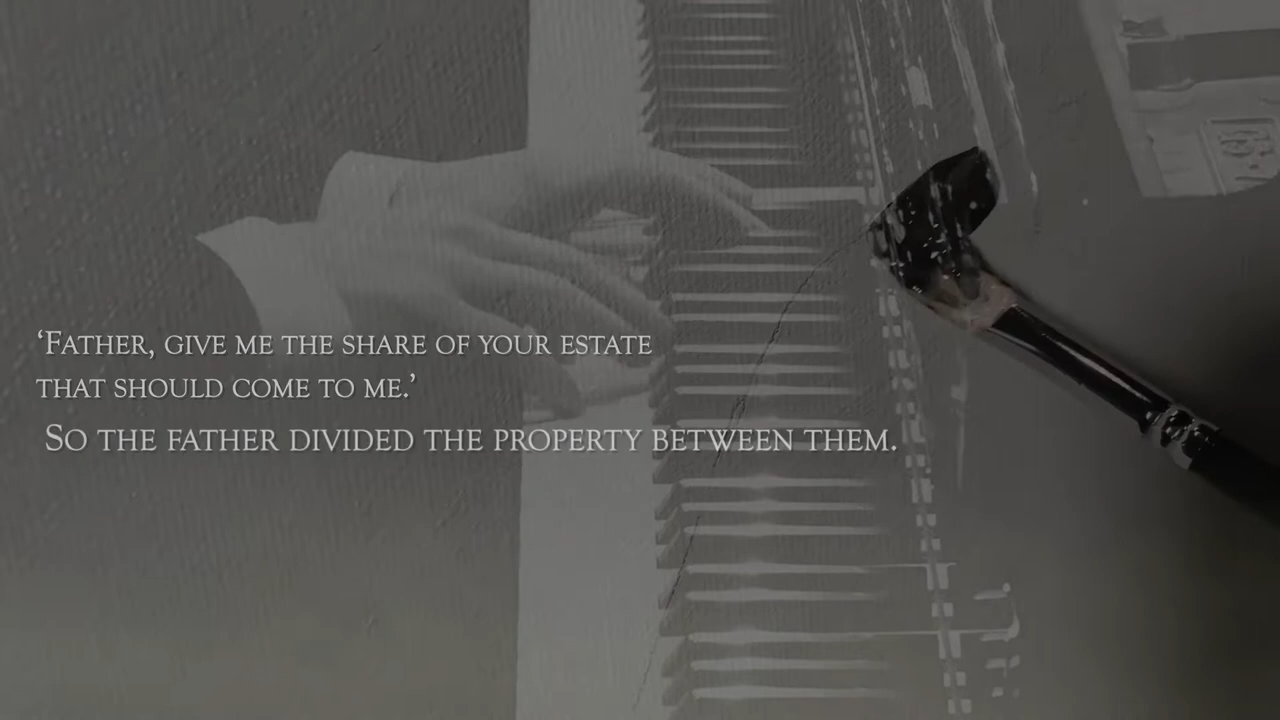 ‘Father, give me the share of your estate
that should come to me.’
So the father divided the property between them.